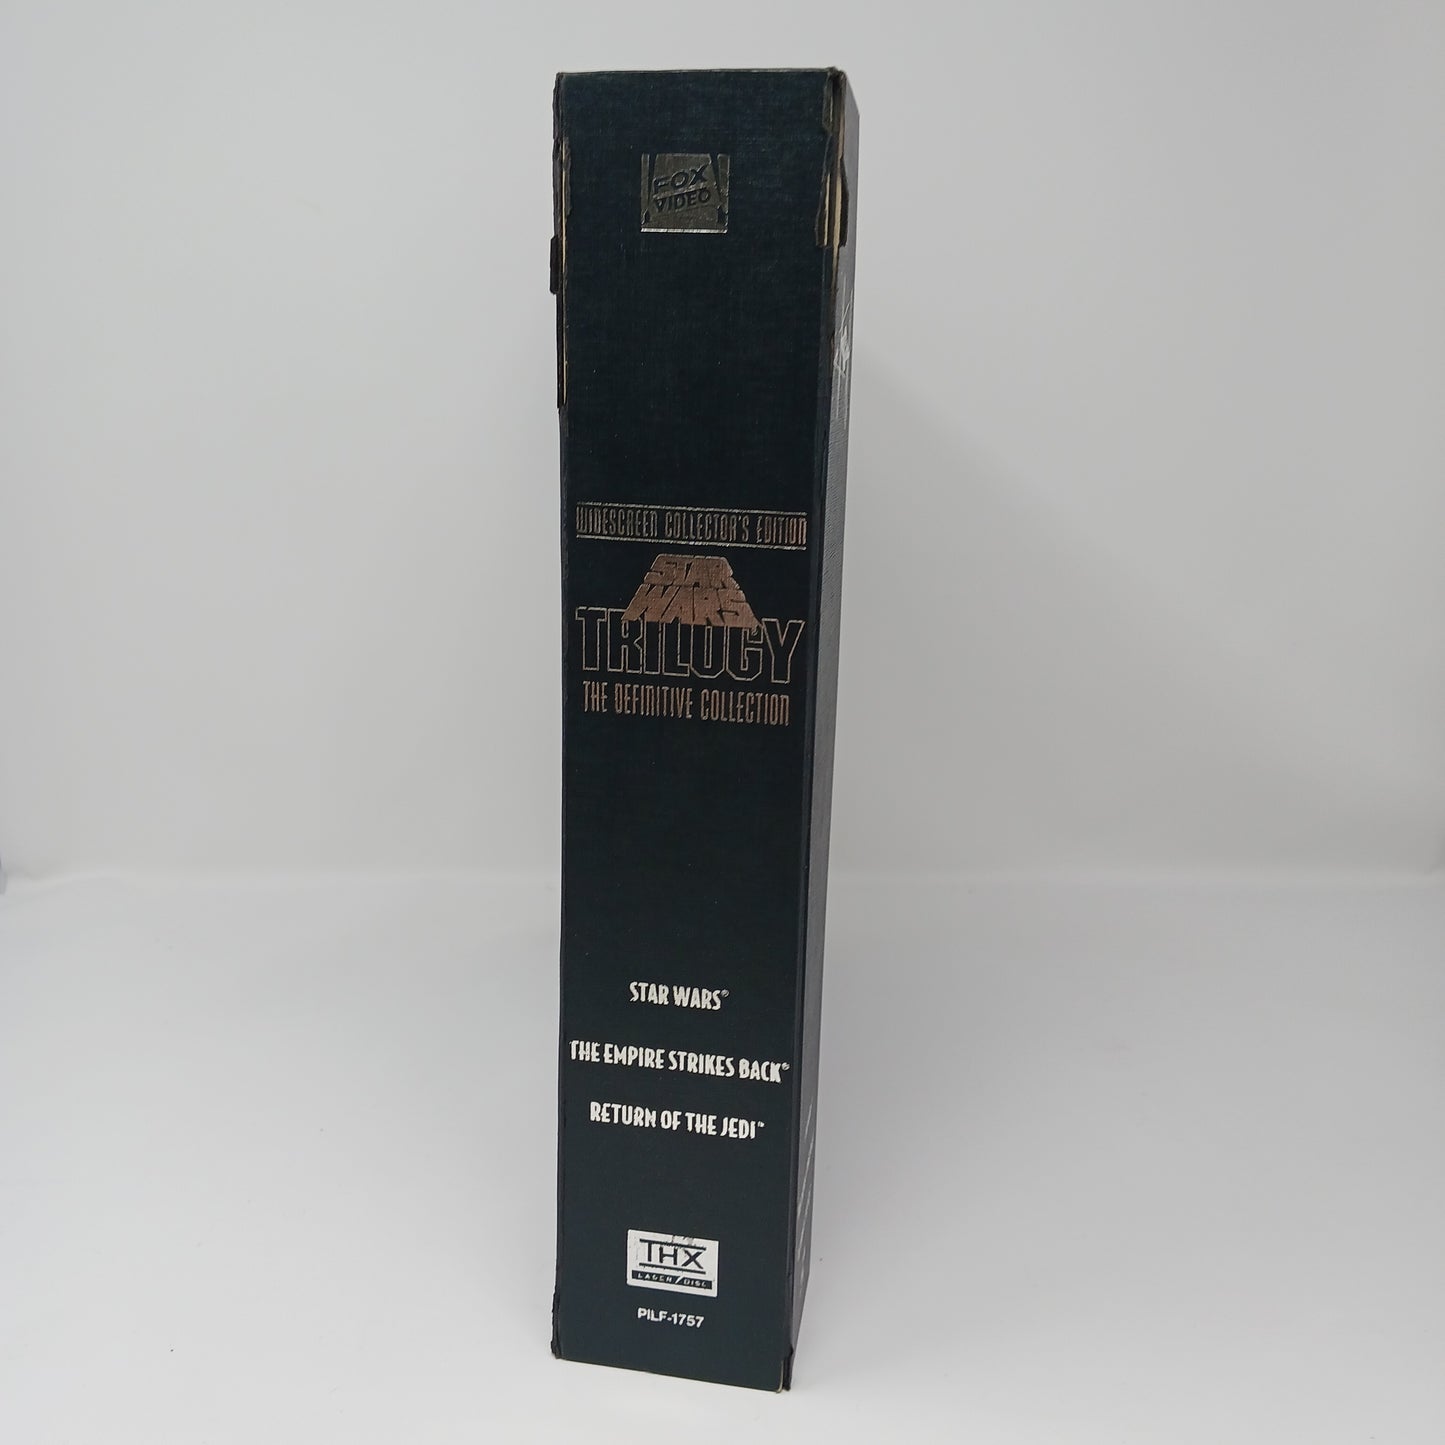 FOX
VIDEO
WIDESCREEN COLLECTOR'S EDITION
STAR
WARS
TRILOGY
THE DEFINITIVE COLLECTION
STAR WARS®
THE EMPIRE STRIKES BACK®
RETURN OF THE JEDI™
THX
LASER DISC
PILF-1757